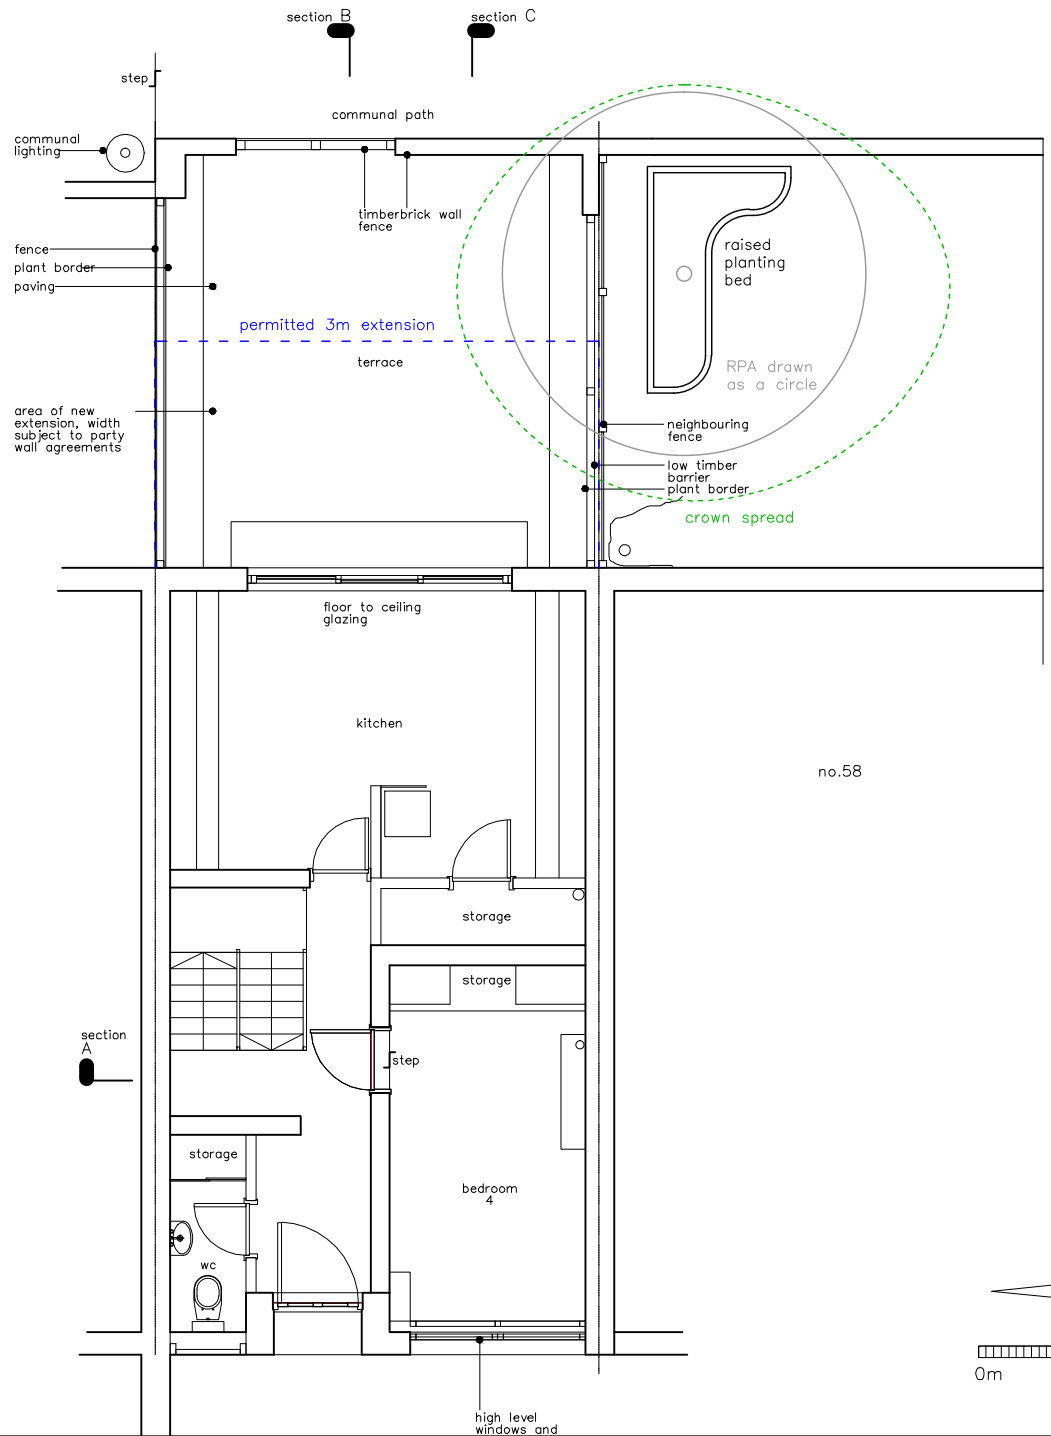 section B
section C
step
communal path
communal
lighting
timberbrick wall
fence
fence
plant border
paving
raised
planting
bed
permitted 3m extension
terrace
RPA drawn
as a circle
area of new
extension, width
subject to party
wall agreements
neighbouring
fence
low timber
barrier
plant border
crown spread
floor to ceiling
glazing
kitchen
no.58
storage
storage
section
A
step
storage
bedroom
4
wc
0m
high level
windows and